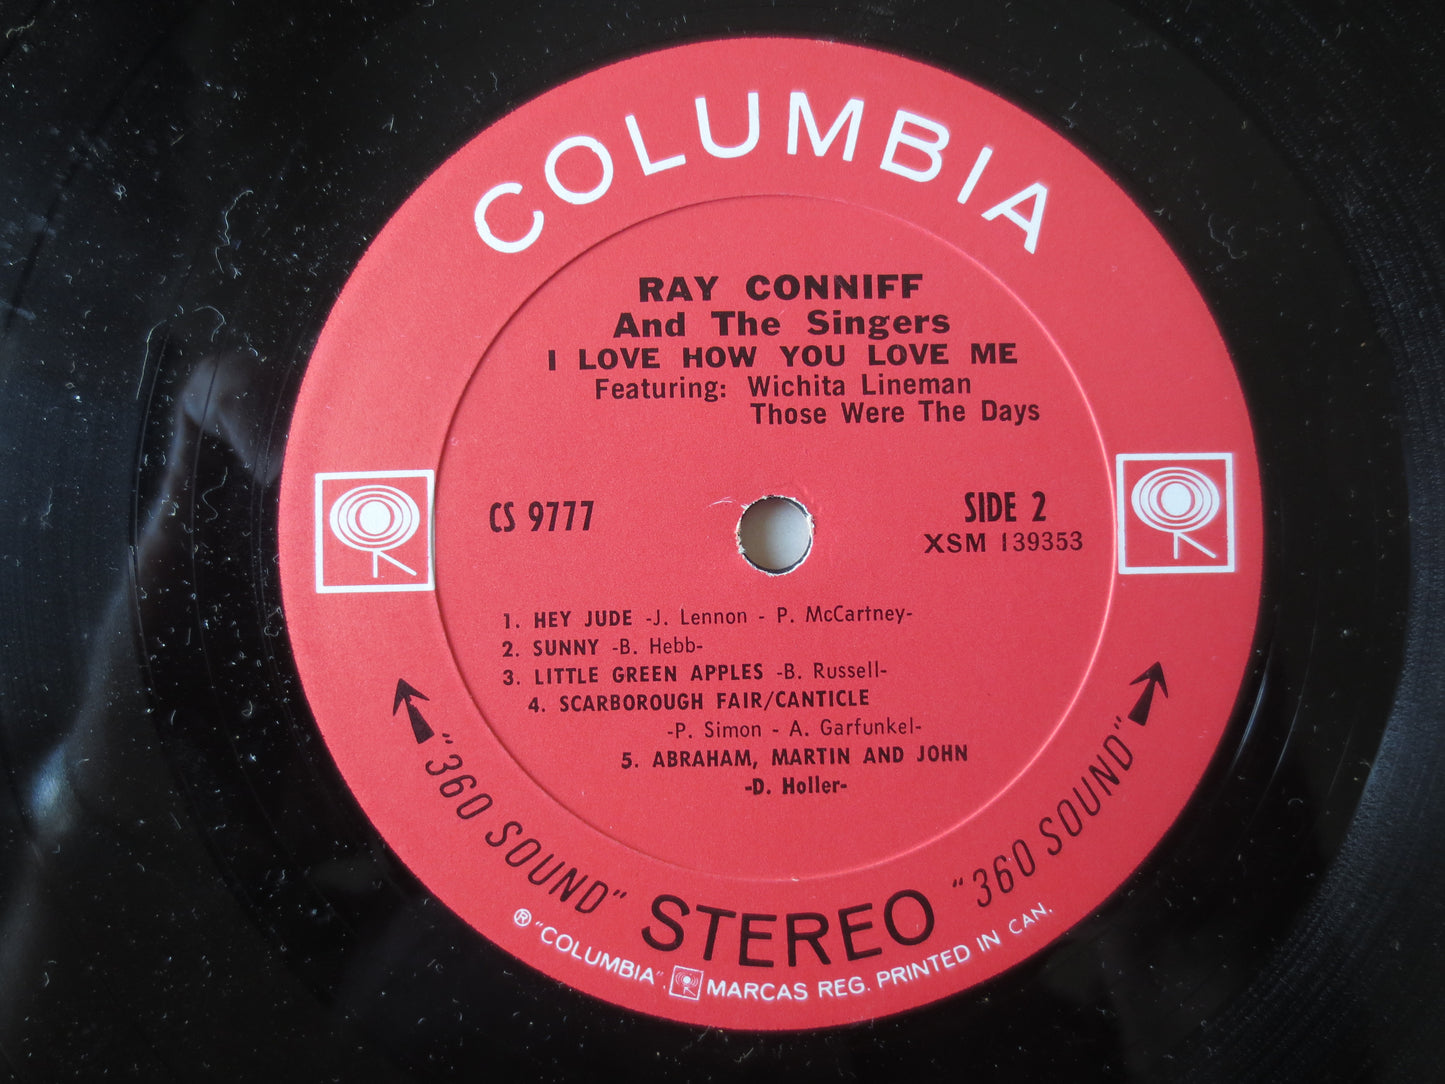 COLUMBIA
RAY CONNIFF
And The Singers
I LOVE HOW YOU LOVE ME
Featuring: Wichita Lineman
Those Were The Days
CS 9777
SIDE 2
XSM 139353
1. HEY JUDE -J. Lennon - P. McCartney-
2. SUNNY -B. Hebb-
3. LITTLE GREEN APPLES -B. Russell-
4. SCARBOROUGH FAIR/CANTICLE
-P. Simon - A. Garfunkel-
5. ABRAHAM, MARTIN AND JOHN
-D. Holler-
"360 SOUND" STEREO "360 SOUND"
® "COLUMBIA", MARCAS REG. PRINTED IN CAN.